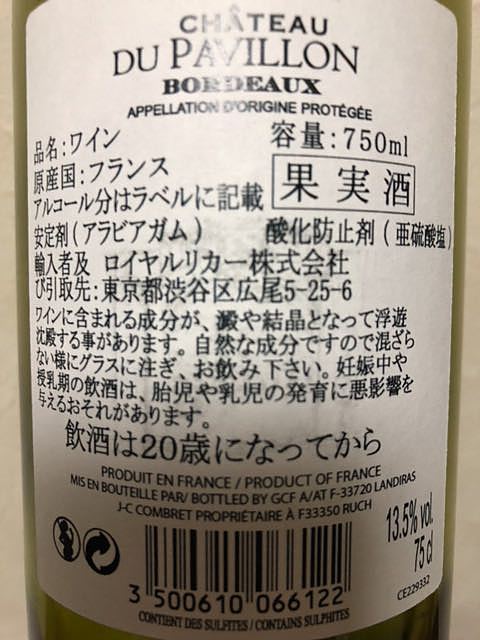 CHÂTEAU
DU PAVILLON
BORDEAUX
APPELLATION D'ORIGINE PROTÉGÉE
品名:ワイン 容量:750ml
原産国:フランス 果実酒
アルコール分はラベルに記載
安定剤(アラビアガム) 酸化防止剤(亜硫酸塩)
輸入者及 ロイヤルリカー株式会社
び引取先:東京都渋谷区広尾5-25-6
ワインに含まれる成分が、澱や結晶となって浮遊
沈殿する事があります。自然な成分ですので混ざら
ない様にグラスに注ぎ、お飲み下さい。妊娠中や
授乳期の飲酒は、胎児や乳児の発育に悪影響を
与えるおそれがあります。
飲酒は20歳になってから
PRODUIT EN FRANCE / PRODUCT OF FRANCE
MIS EN BOUTEILLE PAR/ BOTTLED BY GCF A/AT F-33720 LANDIRAS
J-C COMBRET PROPRIÉTAIRE À F33350 RUCH
13.5% vol.
75 cl
CE229332
3 500610 066122
CONTIENT DES SULFITES / CONTAINS SULPHITES